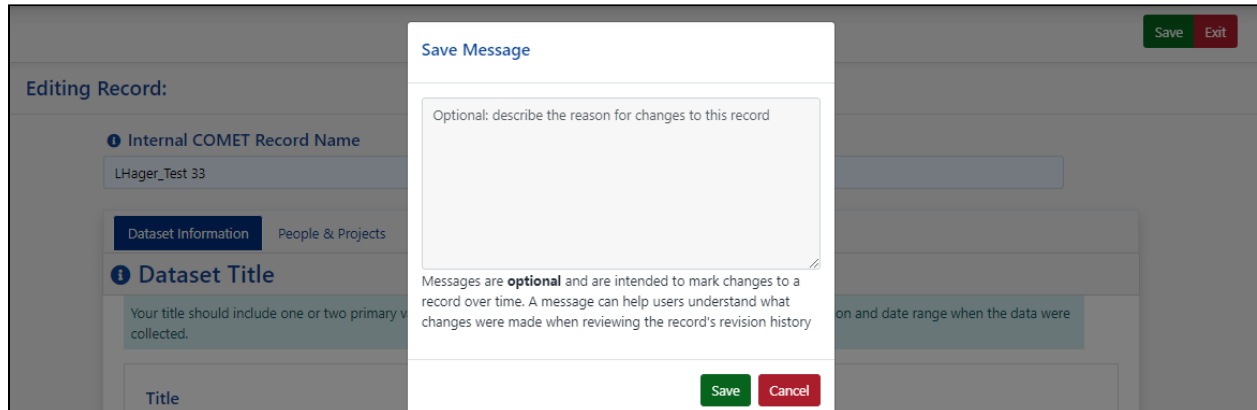 Save Exit
Save Message
Editing Record:
Optional: describe the reason for changes to this record
Internal COMET Record Name
LHager_Test 33
Dataset Information People & Projects
Dataset Title
Messages are optional and are intended to mark changes to a
record over time. A message can help users understand what
changes were made when reviewing the record's revision history
Your title should include one or two primary on and date range when the data were
collected.
Save Cancel
Title